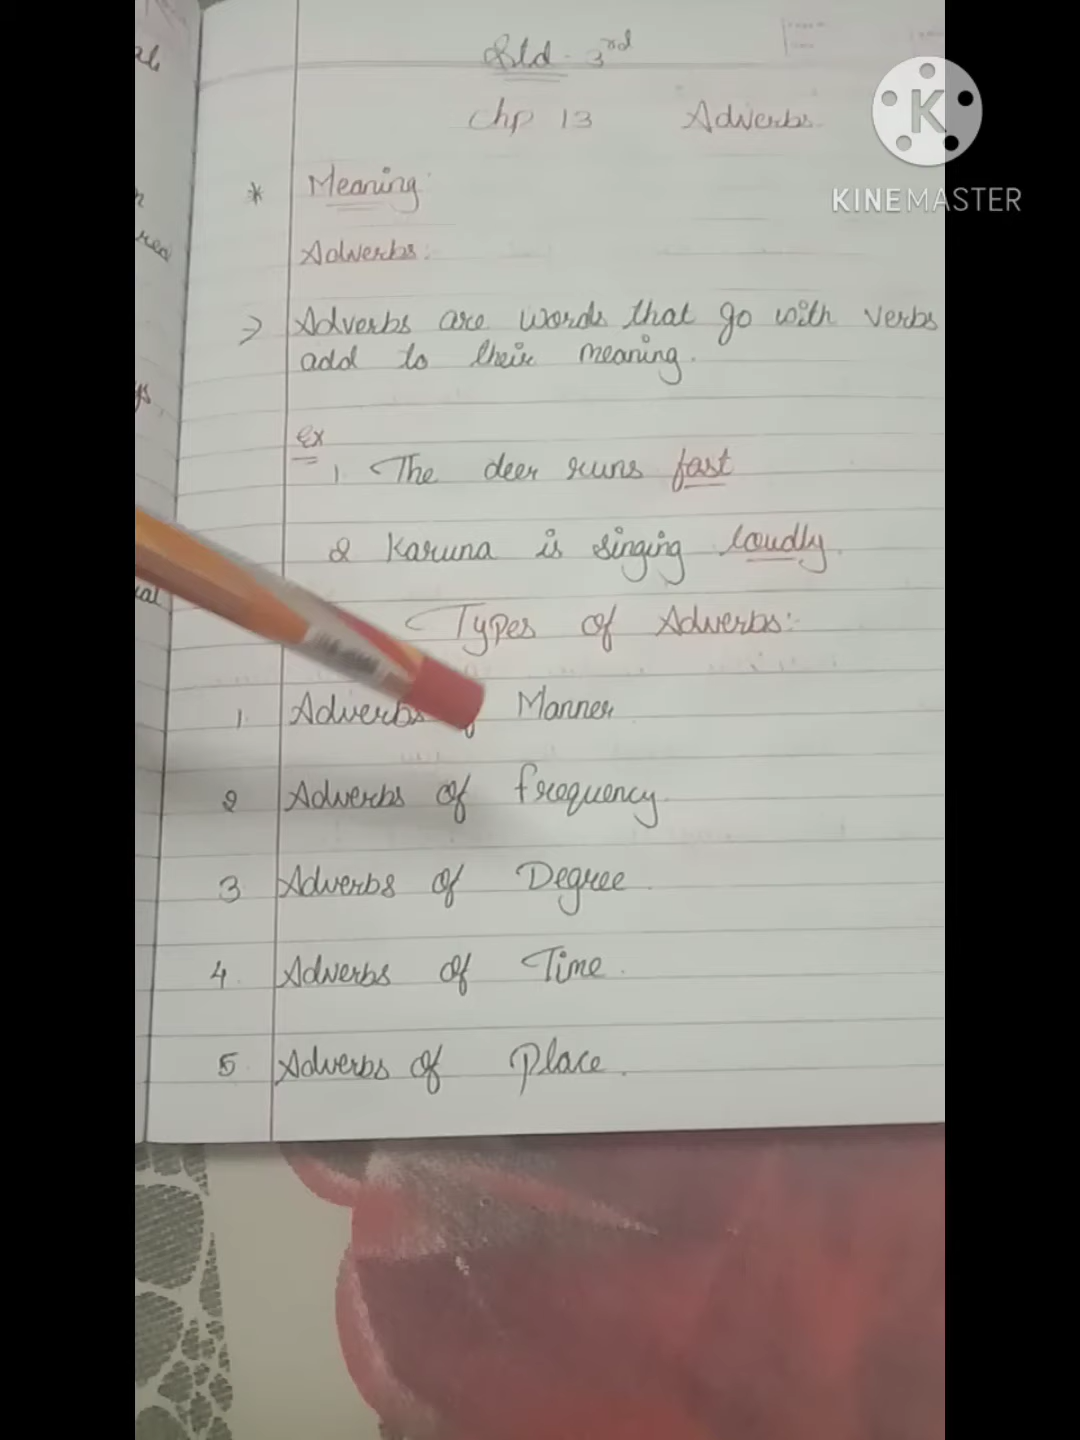 Std - 3rd
Chp 13 Adverbs
K
KINEMASTER
* Meaning:
Adverbs:
> Adverbs are words that go with verbs
add to their meaning.
Ex
1. The deer runs fast
2 Karuna is singing loudly.
Types of Adverbs:-
1. Adverbs Manner
2 Adverbs of frequency.
3 Adverbs of Degree.
4. Adverbs of Time.
5 Adverbs of Place.